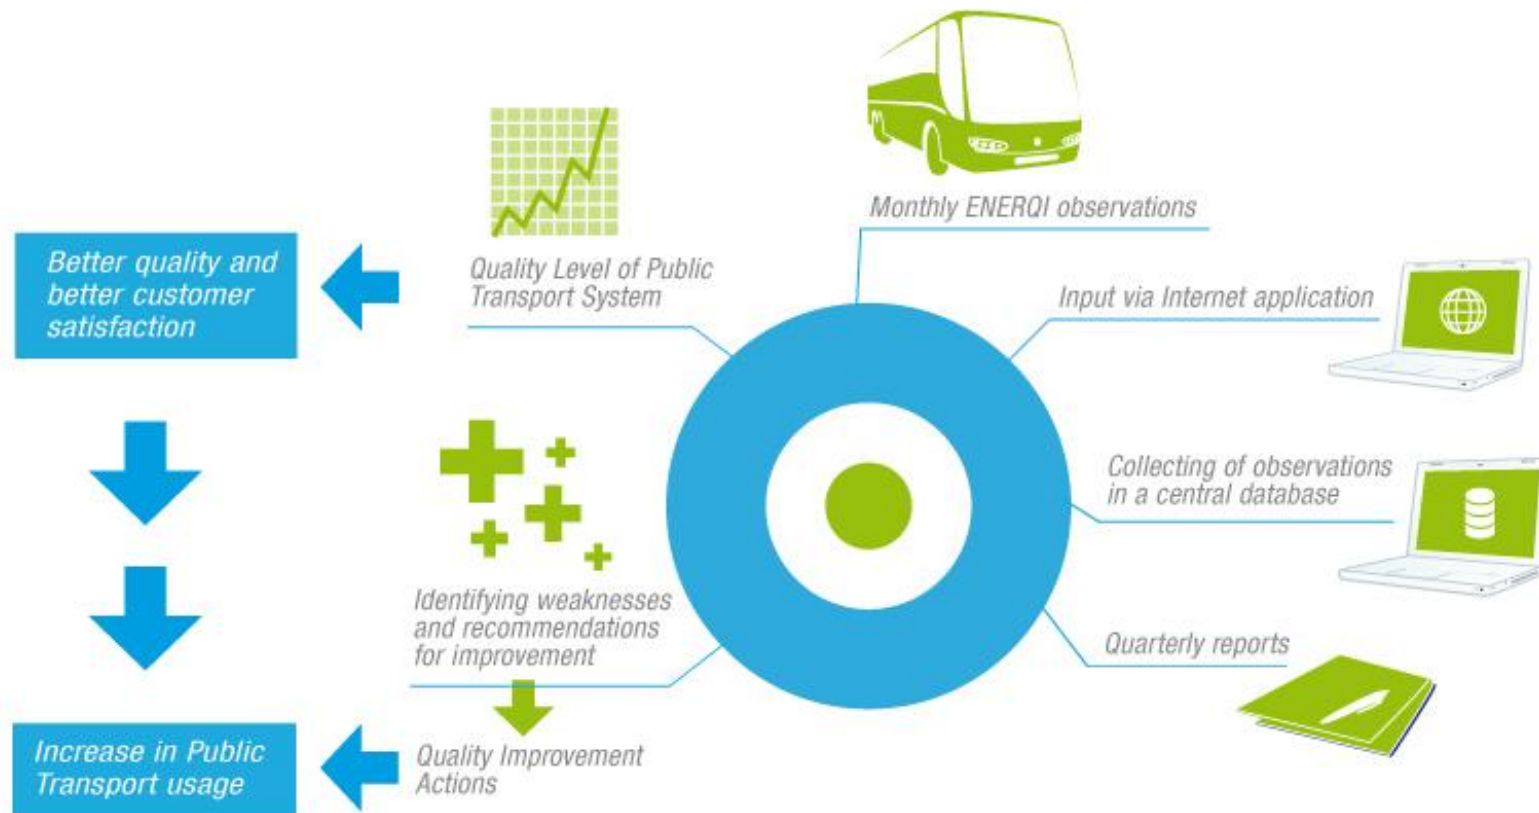 Monthly ENERQI observations
Input via Internet application
Collecting of observations
in a central database
Quarterly reports
Identifying weaknesses
and recommendations
for improvement
Quality Improvement
Actions
Quality Level of Public
Transport System
Better quality and
better customer
satisfaction
Increase in Public
Transport usage